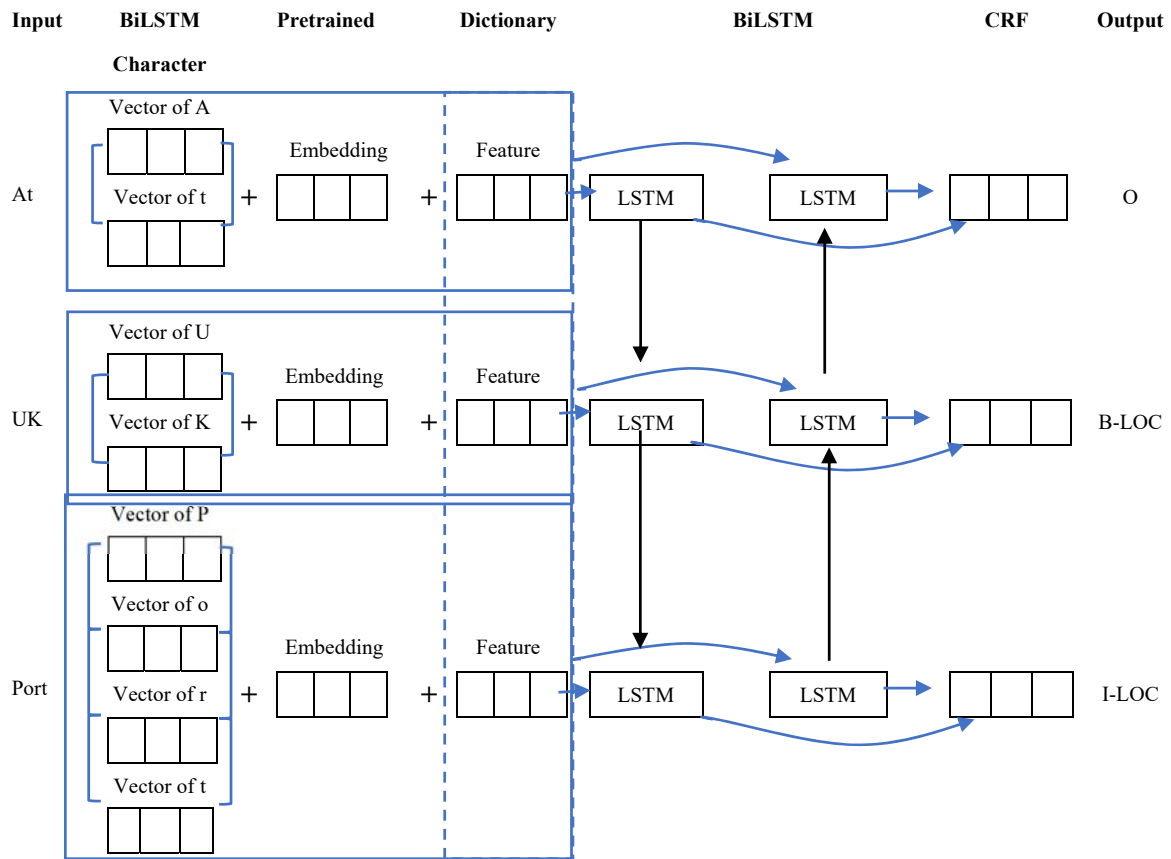 Input BiLSTM Pretrained Dictionary BiLSTM CRF Output
Character
Vector of A
Embedding Feature
At Vector of t + + LSTM LSTM O
Vector of U
Embedding Feature
UK Vector of K + + LSTM LSTM B-LOC
Vector of P
Vector of o
Embedding Feature
Port Vector of r + + LSTM LSTM I-LOC
Vector of t